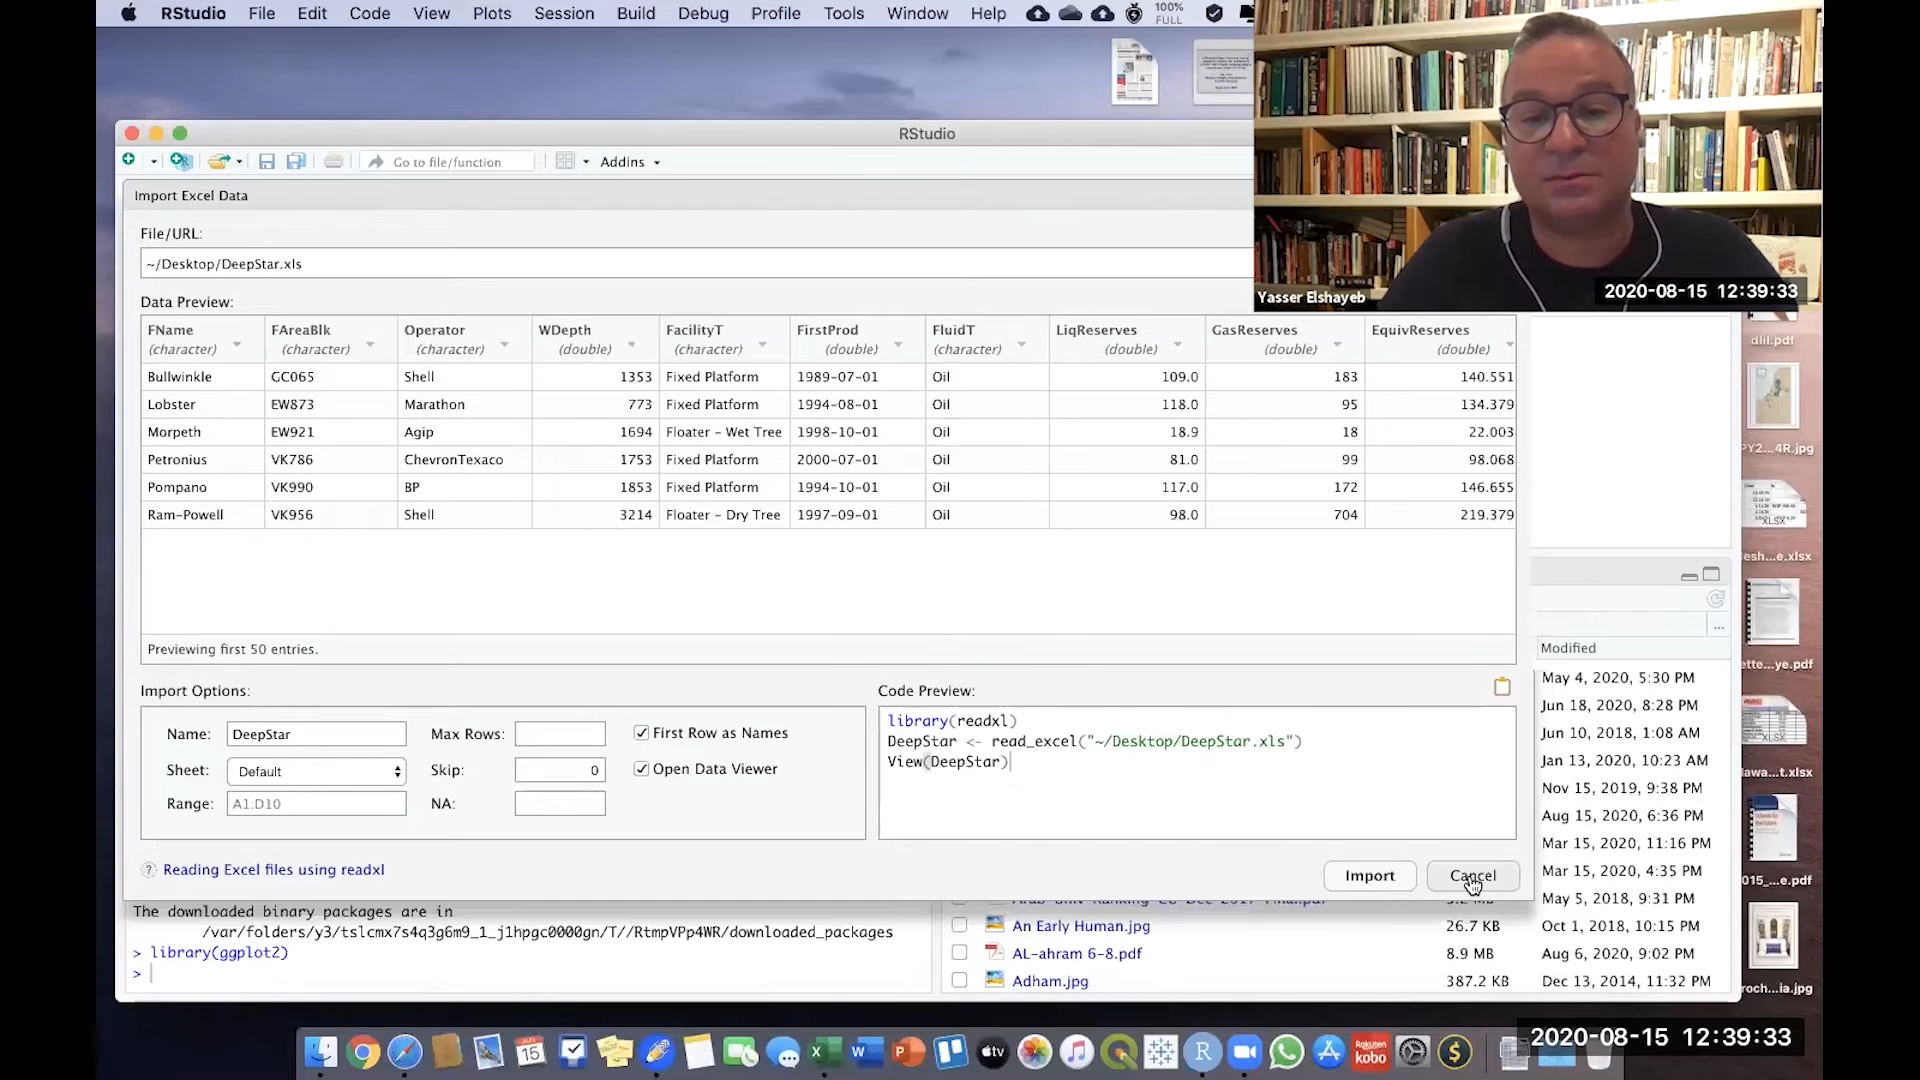 RStudio File Edit Code View Plots Session Build Debug Profile Tools Window Help 100% FULL
RStudio
Go to file/function Addins
Import Excel Data
File/URL:
~/Desktop/DeepStar.xls
Yasser Elshayeb
2020-08-15 12:39:33
Data Preview:
FName FAreaBlk Operator WDepth FacilityT FirstProd FluidT LiqReserves GasReserves EquivReserves
(character) (character) (character) (double) (character) (double) (character) (double) (double) (double)
Bullwinkle GC065 Shell 1353 Fixed Platform 1989-07-01 Oil 109.0 183 140.551
Lobster EW873 Marathon 773 Fixed Platform 1994-08-01 Oil 118.0 95 134.379
Morpeth EW921 Agip 1694 Floater - Wet Tree 1998-10-01 Oil 18.9 18 22.003
Petronius VK786 ChevronTexaco 1753 Fixed Platform 2000-07-01 Oil 81.0 99 98.068
Pompano VK990 BP 1853 Fixed Platform 1994-10-01 Oil 117.0 172 146.655
Ram-Powell VK956 Shell 3214 Floater - Dry Tree 1997-09-01 Oil 98.0 704 219.379
Previewing first 50 entries.
Import Options:
Name: DeepStar Max Rows: First Row as Names
Sheet: Default Skip: 0 Open Data Viewer
Range: A1:D10 NA:
Code Preview:
library(readxl)
DeepStar <- read_excel("~/Desktop/DeepStar.xls")
View(DeepStar)
? Reading Excel files using readxl
Import Cancel
Modified
May 4, 2020, 5:30 PM
Jun 18, 2020, 8:28 PM
Jun 10, 2018, 1:08 AM
Jan 13, 2020, 10:23 AM
Nov 15, 2019, 9:38 PM
Aug 15, 2020, 6:36 PM
Mar 15, 2020, 11:16 PM
Mar 15, 2020, 4:35 PM
May 5, 2018, 9:31 PM
An Early Human.jpg 26.7 KB Oct 1, 2018, 10:15 PM
AL-ahram 6-8.pdf 8.9 MB Aug 6, 2020, 9:02 PM
Adham.jpg 387.2 KB Dec 13, 2014, 11:32 PM
The downloaded binary packages are in
/var/folders/y3/tslcmx7s4q3g6m9_1_j1hpgc0000gn/T//RtmpVPp4WR/downloaded_packages
> library(ggplot2)
>
dlil.pdf
PY2...4R.jpg
XLSX
esh...e.xlsx
ette...ye.pdf
XLSX
lawa...t.xlsx
015_...e.pdf
roch...ia.jpg
15
tv
Rakuten
kobo
2020-08-15 12:39:33